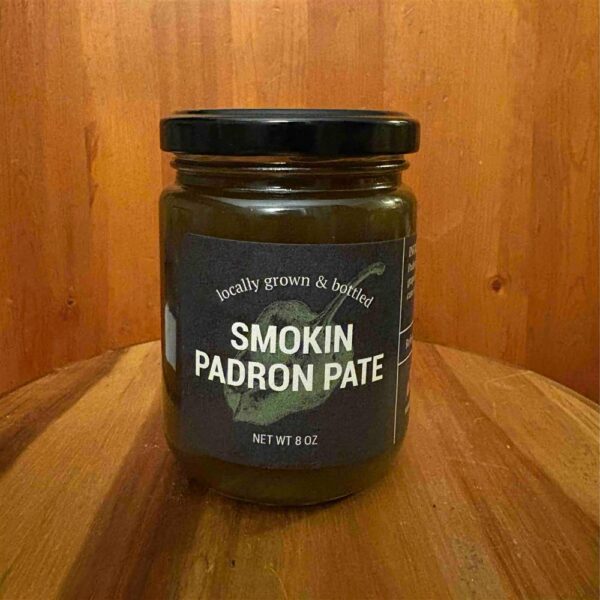 locally grown & bottled
SMOKIN
PADRON PATE
NET WT 8 OZ